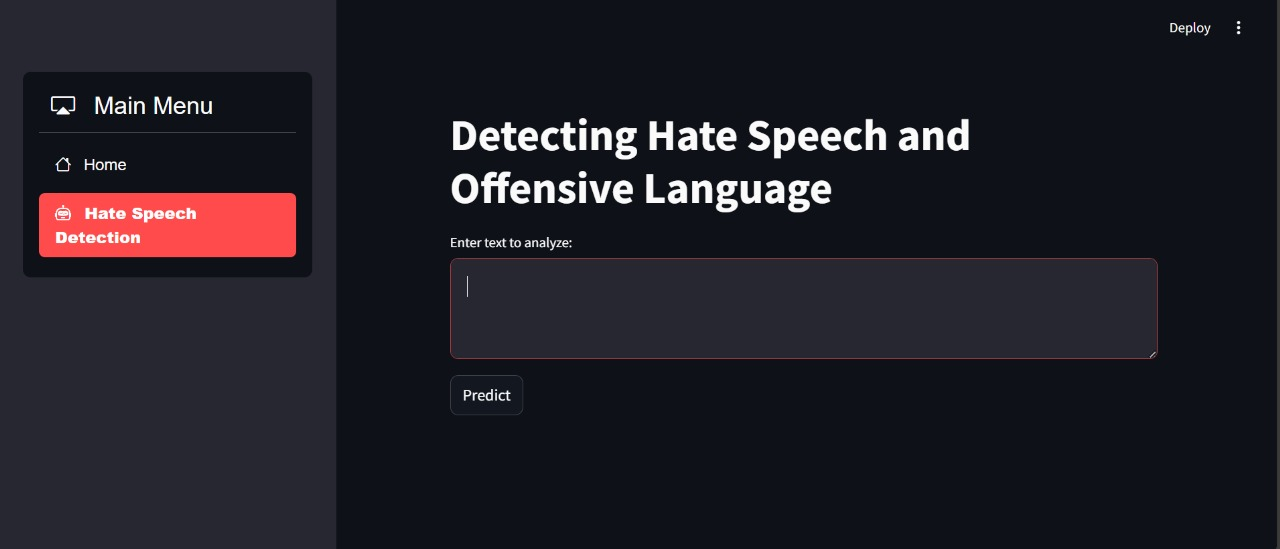 Deploy
Main Menu
Home
Hate Speech
Detection
Detecting Hate Speech and
Offensive Language
Enter text to analyze:
Predict